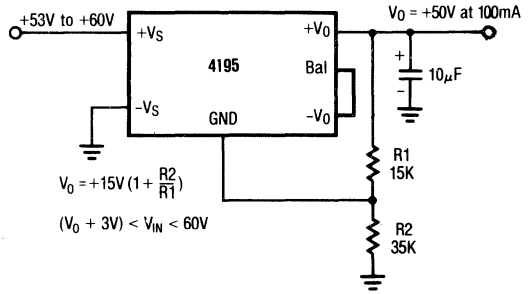 +53V to +60V
V₀ = +50V at 100mA
+Vₛ
+V₀
4195
Bal
+
10μF
−
−Vₛ
GND
−V₀
R1
15K
V₀ = +15V (1 + R2/R1)
(V₀ + 3V) < V_IN < 60V
R2
35K